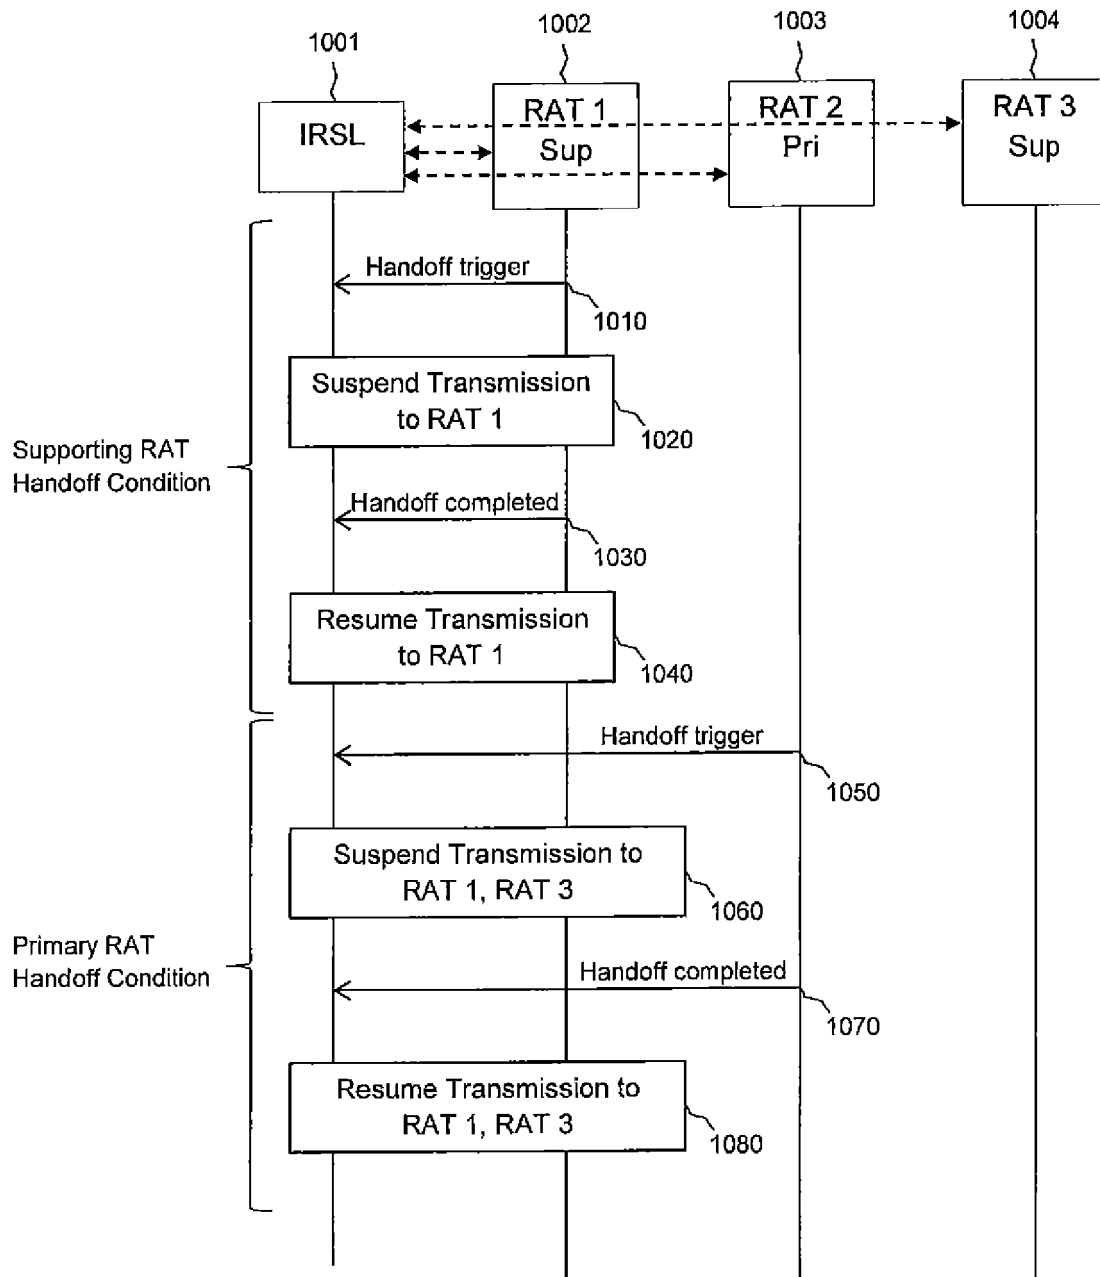 1001
1002
1003
1004
IRSL
RAT 1
Sup
RAT 2
Pri
RAT 3
Sup
Handoff trigger
1010
Suspend Transmission
to RAT 1
1020
Supporting RAT
Handoff Condition
Handoff completed
1030
Resume Transmission
to RAT 1
1040
Handoff trigger
1050
Suspend Transmission to
RAT 1, RAT 3
1060
Primary RAT
Handoff Condition
Handoff completed
1070
Resume Transmission to
RAT 1, RAT 3
1080